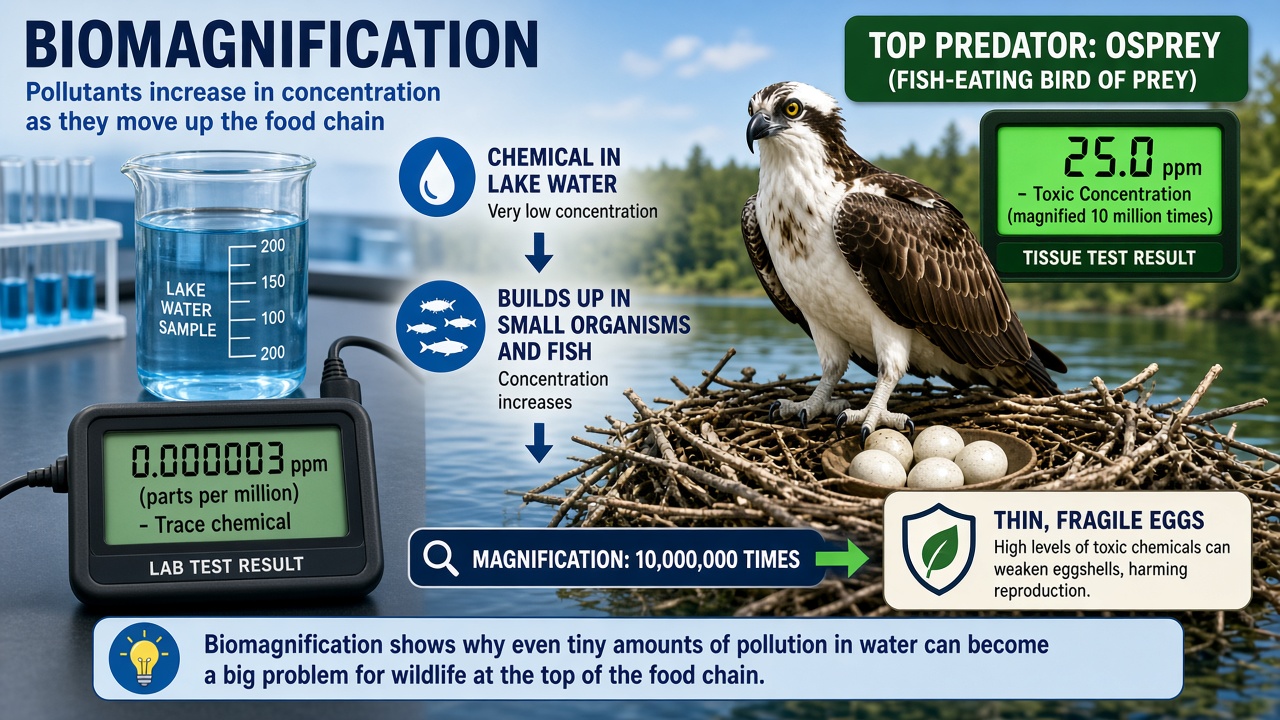 BIOMAGNIFICATION
Pollutants increase in concentration
as they move up the food chain
LAKE
WATER
SAMPLE
200
150
100
200
0.000003 ppm
(parts per million)
- Trace chemical
LAB TEST RESULT
CHEMICAL IN
LAKE WATER
Very low concentration
BUILDS UP IN
SMALL ORGANISMS
AND FISH
Concentration
increases
MAGNIFICATION: 10,000,000 TIMES
TOP PREDATOR: OSPREY
(FISH-EATING BIRD OF PREY)
25.0 ppm
- Toxic Concentration
(magnified 10 million times)
TISSUE TEST RESULT
THIN, FRAGILE EGGS
High levels of toxic chemicals can
weaken eggshells, harming
reproduction.
Biomagnification shows why even tiny amounts of pollution in water can become
a big problem for wildlife at the top of the food chain.